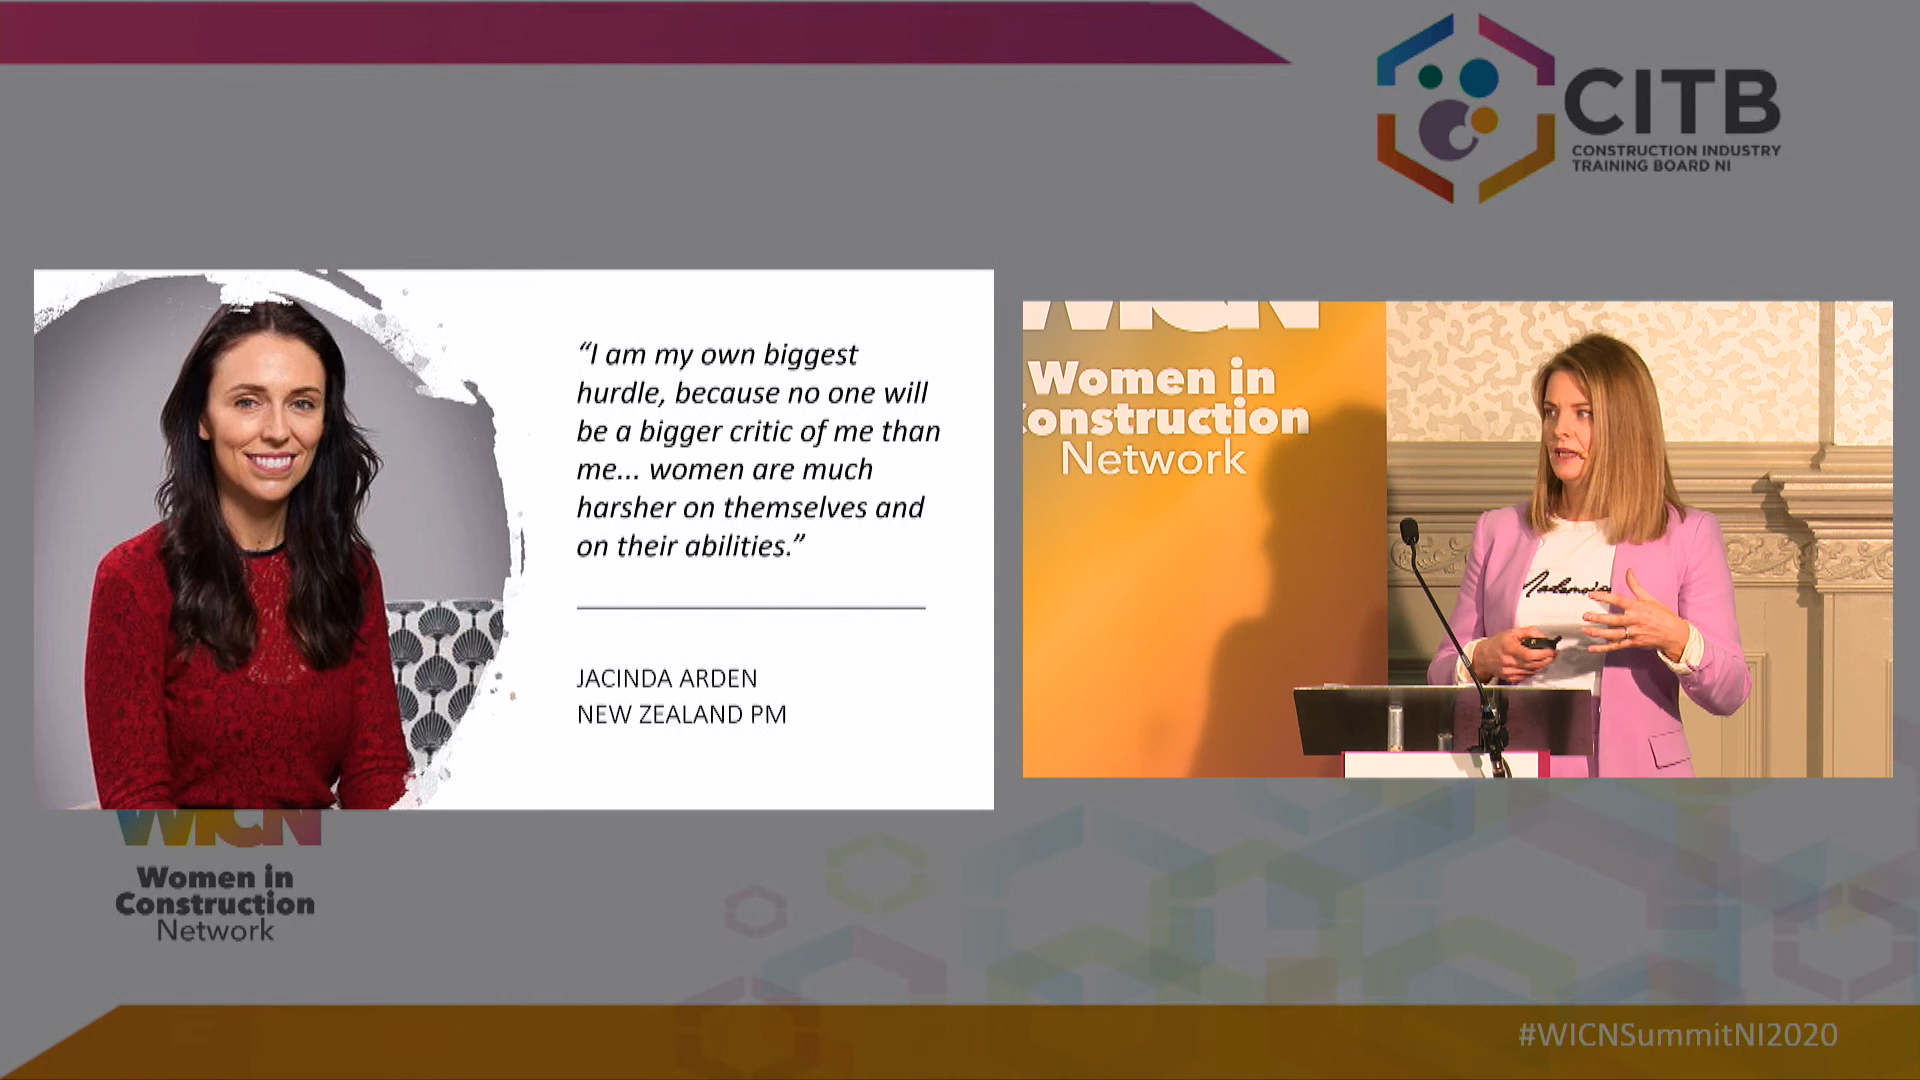 CITB
CONSTRUCTION INDUSTRY
TRAINING BOARD NI
“I am my own biggest
hurdle, because no one will
be a bigger critic of me than
me... women are much
harsher on themselves and
on their abilities.”
JACINDA ARDEN
NEW ZEALAND PM
WICN
Women in
Construction
Network
WICN
Women in
onstruction
Network
#WICNSummitNI2020